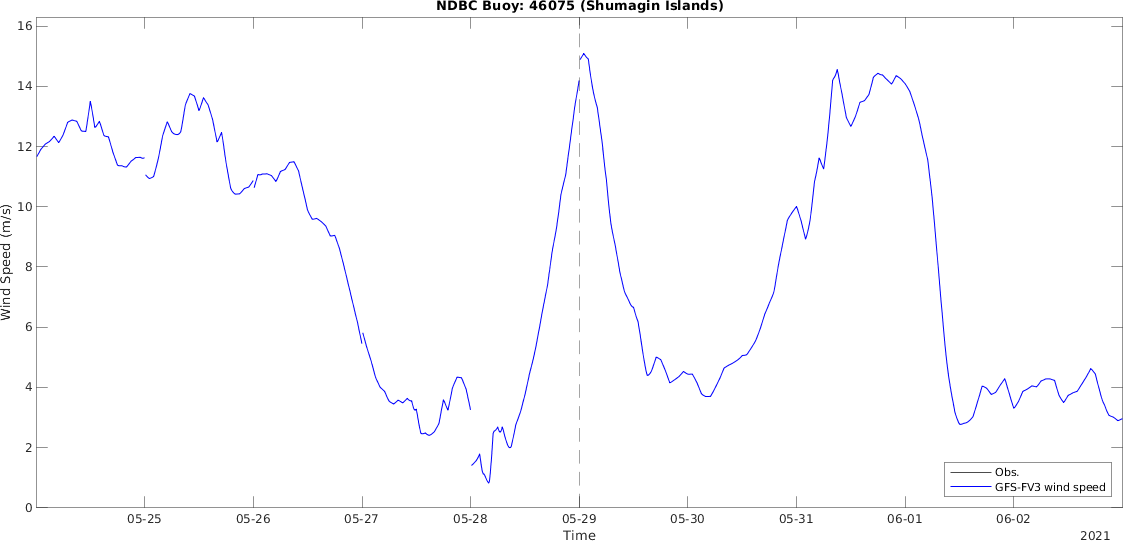 NDBC Buoy: 46075 (Shumagin Islands)
16
14
12
10
8
6
4
2
0
Wind Speed (m/s)
Obs.
GFS-FV3 wind speed
05-25 05-26 05-27 05-28 05-29 05-30 05-31 06-01 06-02
Time
2021